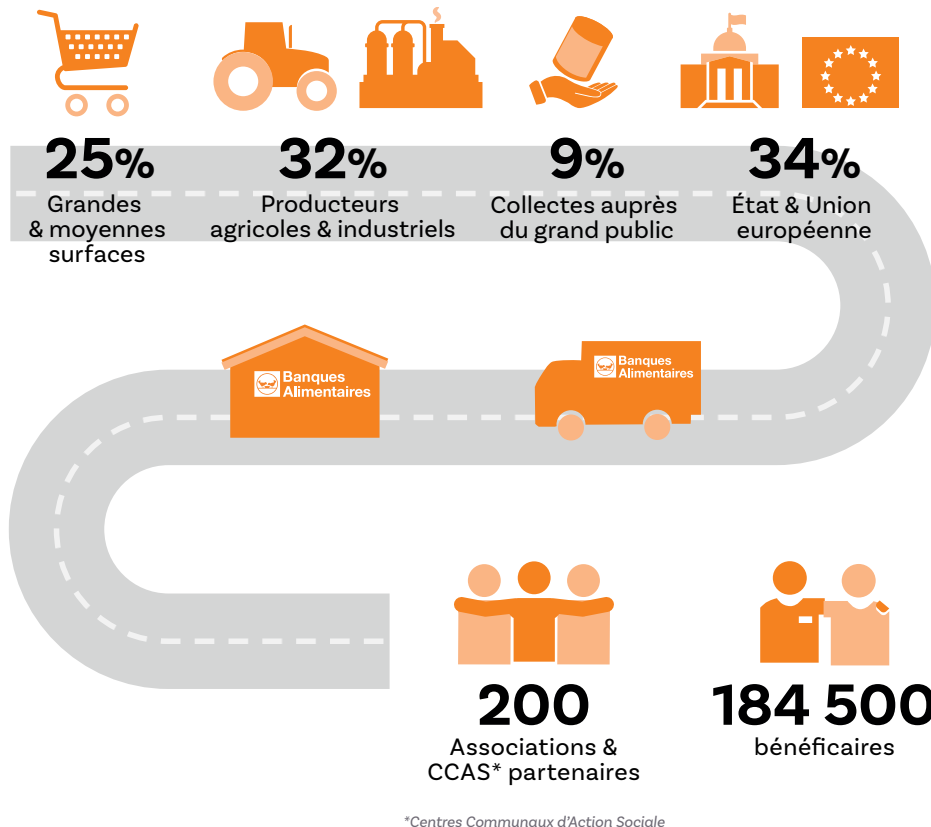 25%
Grandes
& moyennes
surfaces
32%
Producteurs
agricoles & industriels
9%
Collectes auprès
du grand public
34%
État & Union
européenne
Banques
Alimentaires
Banques
Alimentaires
200
Associations &
CCAS* partenaires
184 500
bénéficaires
*Centres Communaux d'Action Sociale